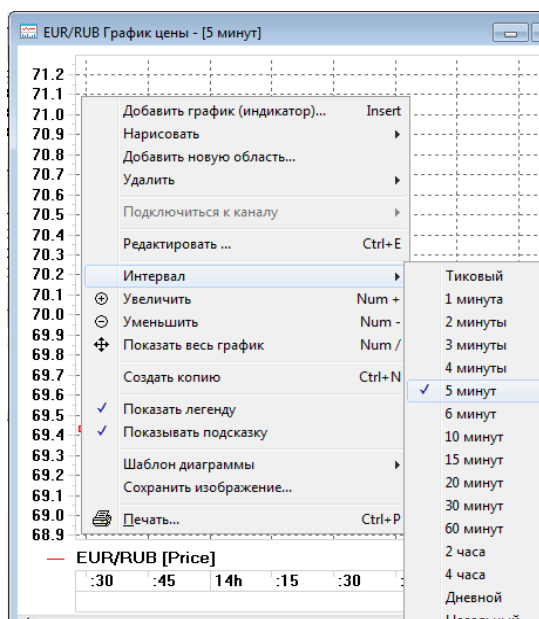 EUR/RUB График цены - [5 минут]
71.2
71.1
71.0
70.9
70.8
70.7
70.6
70.5
70.4
70.3
70.2
70.1
70.0
69.9
69.8
69.7
69.6
69.5
69.4
69.3
69.2
69.1
69.0
68.9
Добавить график (индикатор)... Insert
Нарисовать
Добавить новую область...
Удалить
Подключиться к каналу
Редактировать ... Ctrl+E
Интервал
Увеличить Num +
Уменьшить Num -
Показать весь график Num /
Создать копию Ctrl+N
Показать легенду
Показывать подсказку
Шаблон диаграммы
Сохранить изображение...
Печать... Ctrl+P
Тиковый
1 минута
2 минуты
3 минуты
4 минуты
5 минут
6 минут
10 минут
15 минут
20 минут
30 минут
60 минут
2 часа
4 часа
Дневной
EUR/RUB [Price]
:30 :45 14h :15 :30